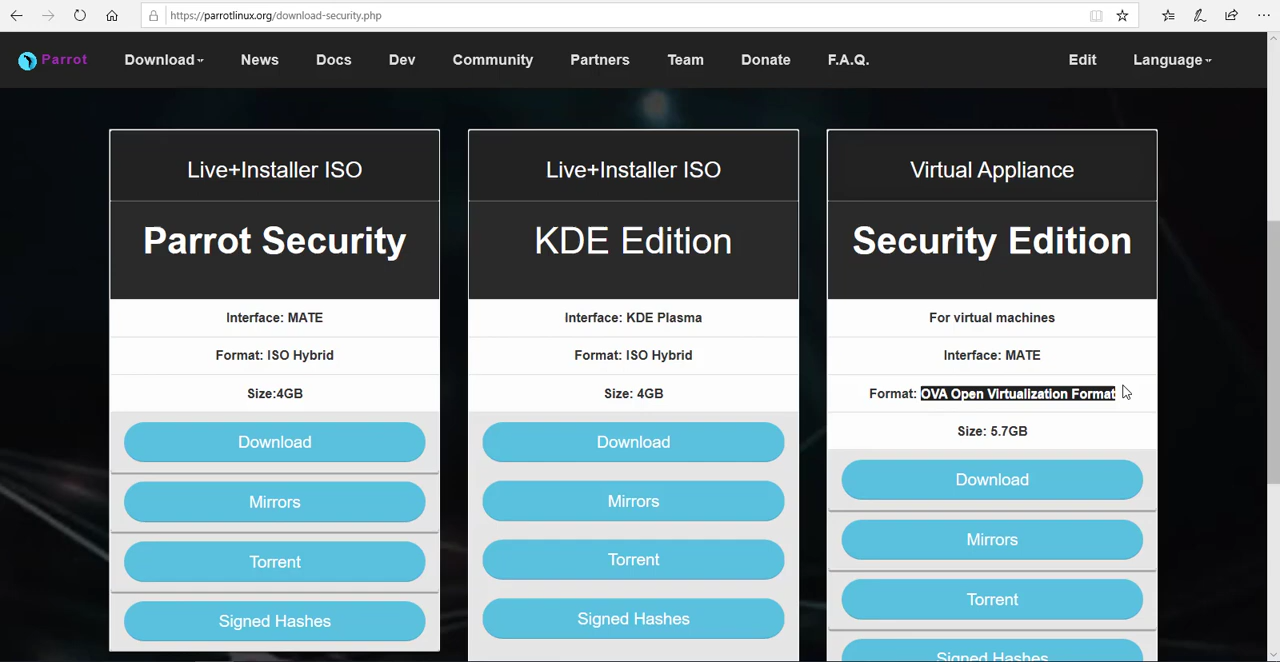 https://parrotlinux.org/download-security.php
Parrot Download News Docs Dev Community Partners Team Donate F.A.Q. Edit Language
Live+Installer ISO
Parrot Security
Interface: MATE
Format: ISO Hybrid
Size:4GB
Download
Mirrors
Torrent
Signed Hashes
Live+Installer ISO
KDE Edition
Interface: KDE Plasma
Format: ISO Hybrid
Size: 4GB
Download
Mirrors
Torrent
Signed Hashes
Virtual Appliance
Security Edition
For virtual machines
Interface: MATE
Format: OVA Open Virtualization Format
Size: 5.7GB
Download
Mirrors
Torrent
Signed Hashes